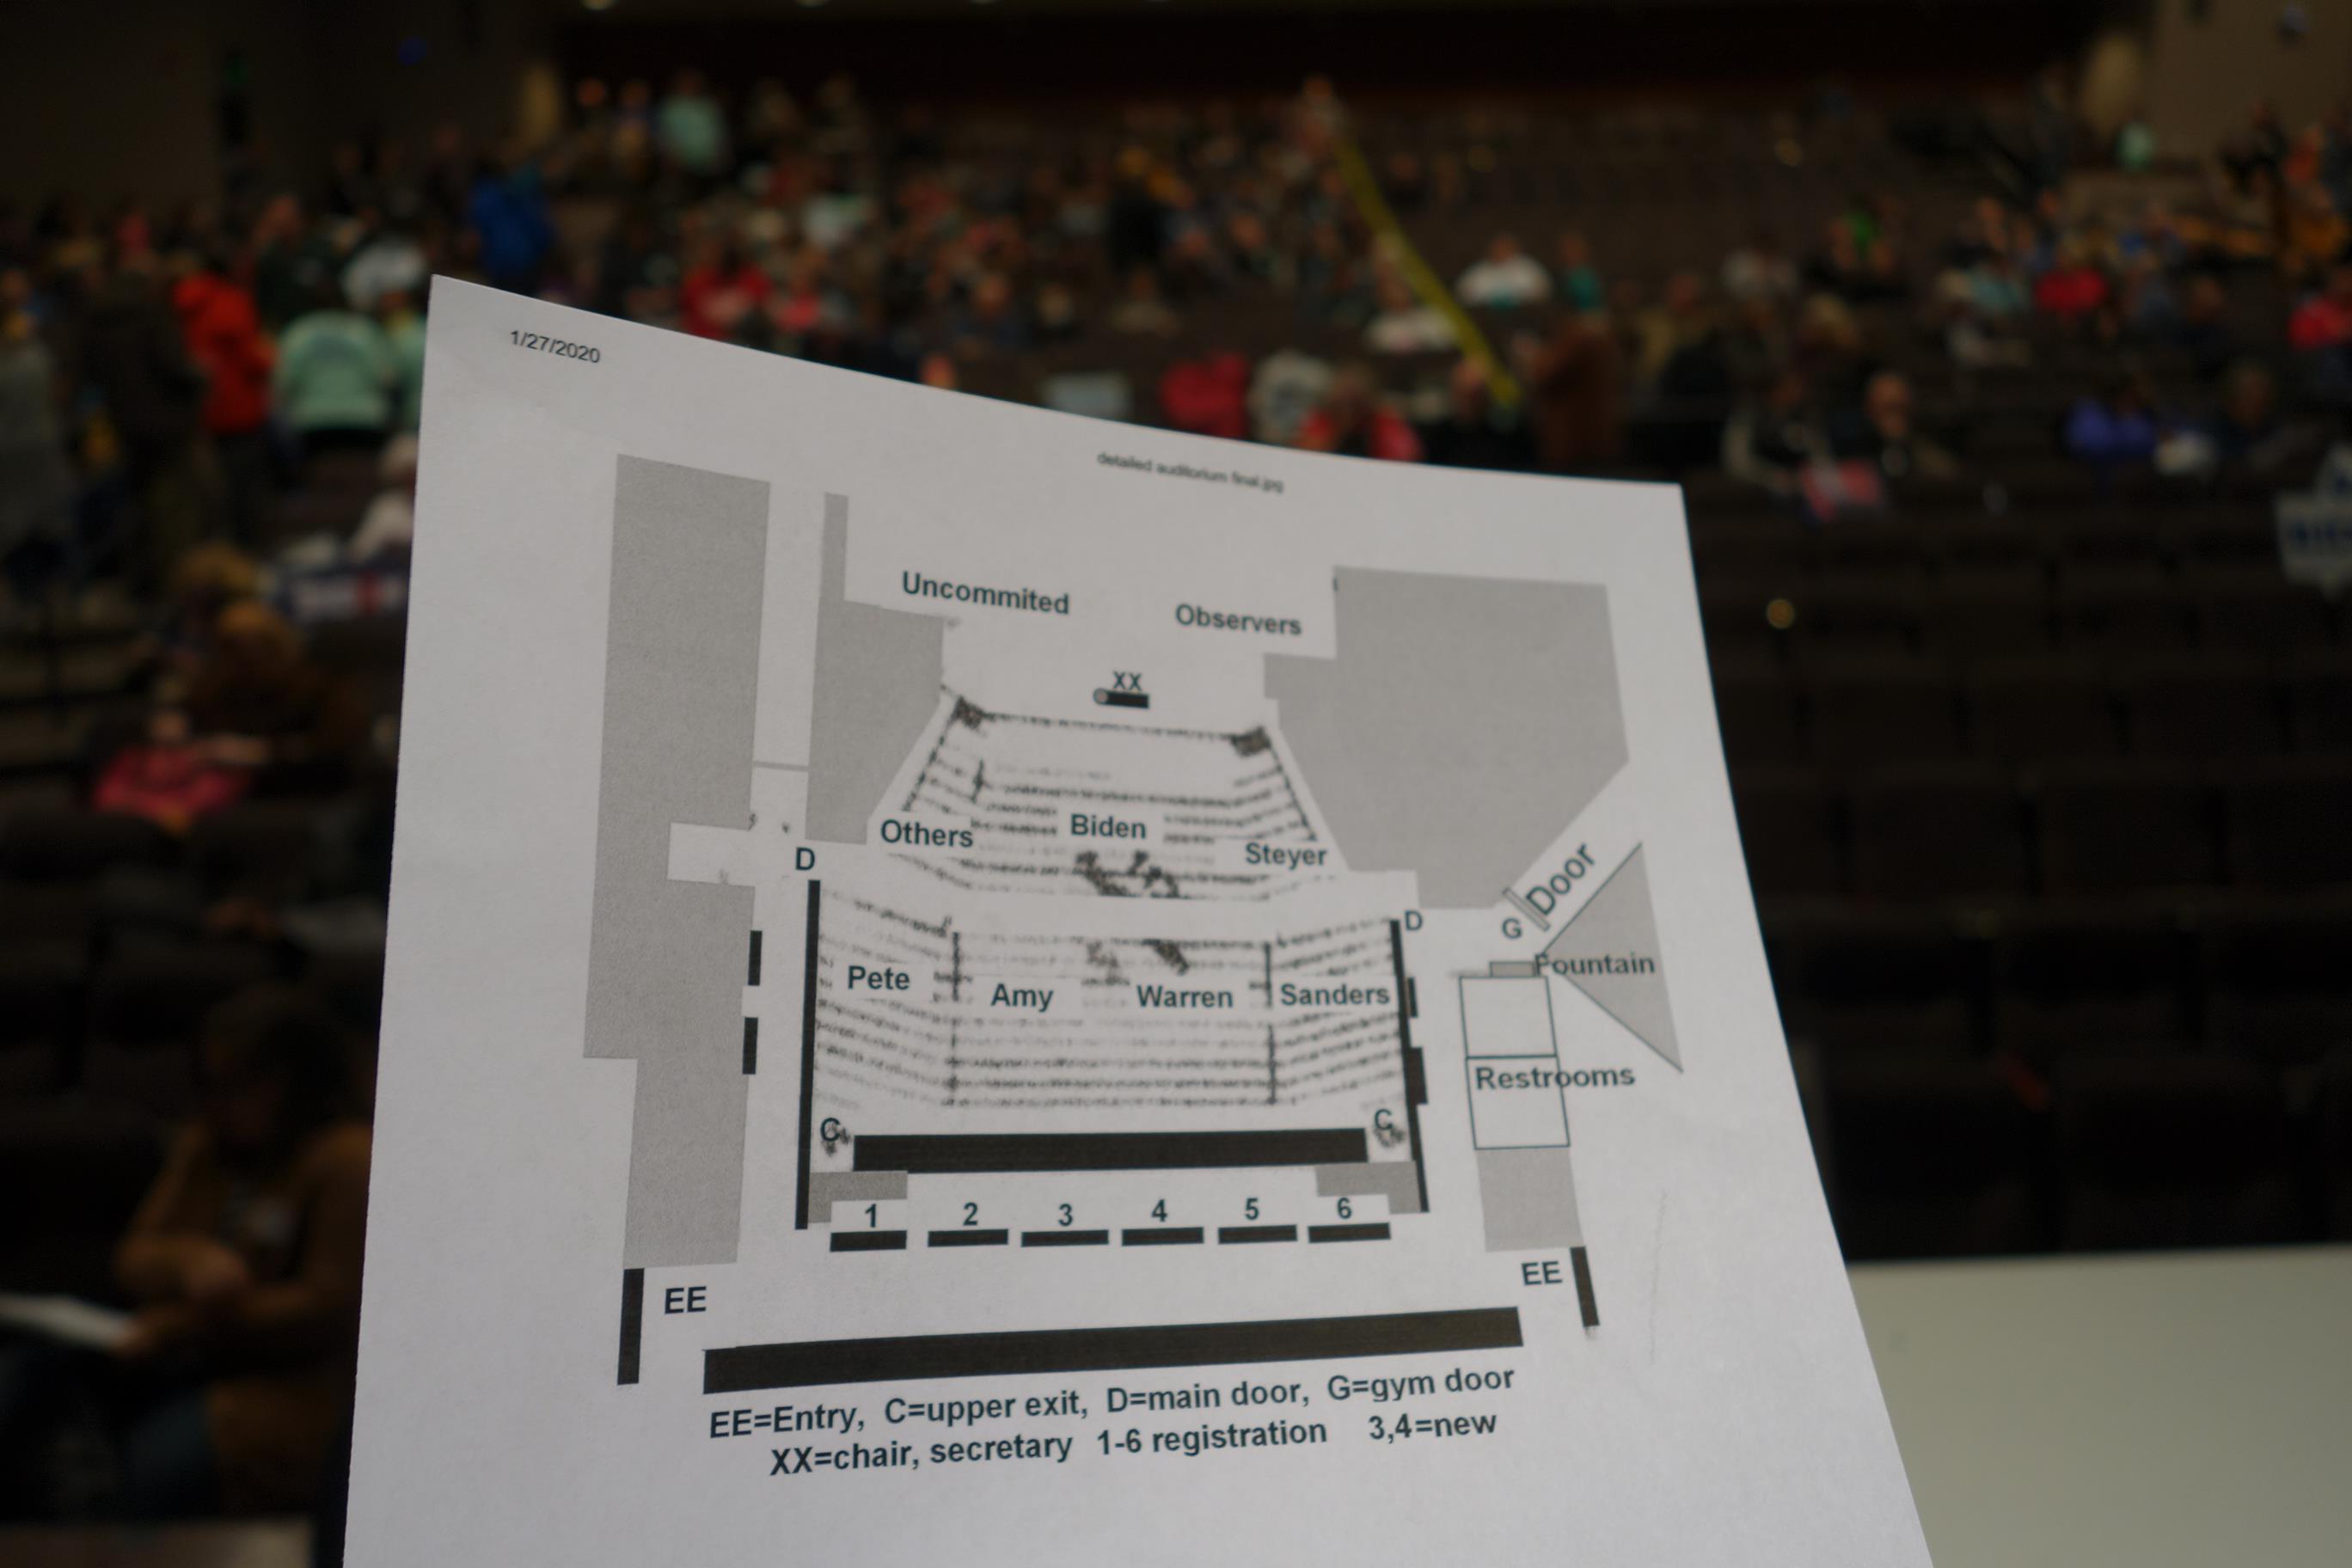 1/27/2020
detailed auditorium final.jpg
Uncommited
Observers
XX
Others
Biden
Steyer
D
D
Door
G
Fountain
Pete
Amy
Warren
Sanders
Restrooms
C
C
1 2 3 4 5 6
EE
EE
EE=Entry, C=upper exit, D=main door, G=gym door
XX=chair, secretary 1-6 registration 3,4=new